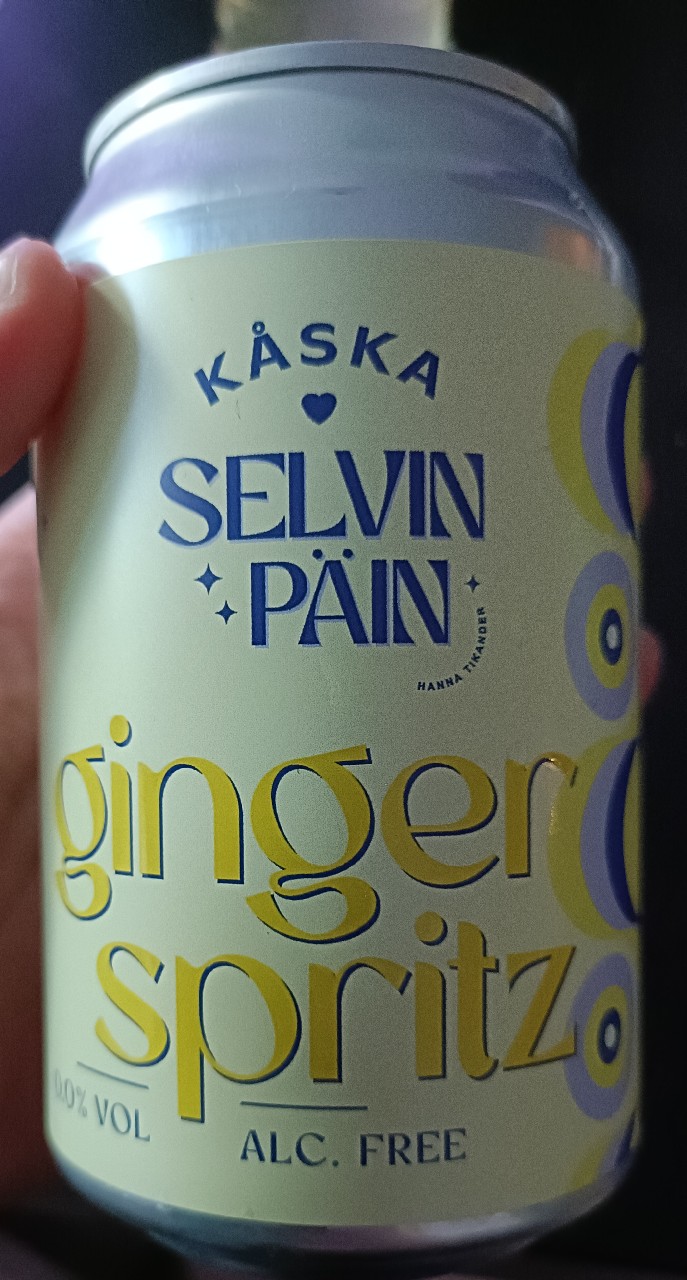 KÅSKA
SELVIN
PÄIN
HANNA TIKANDER
ginger
spritz
0.0% VOL
ALC. FREE